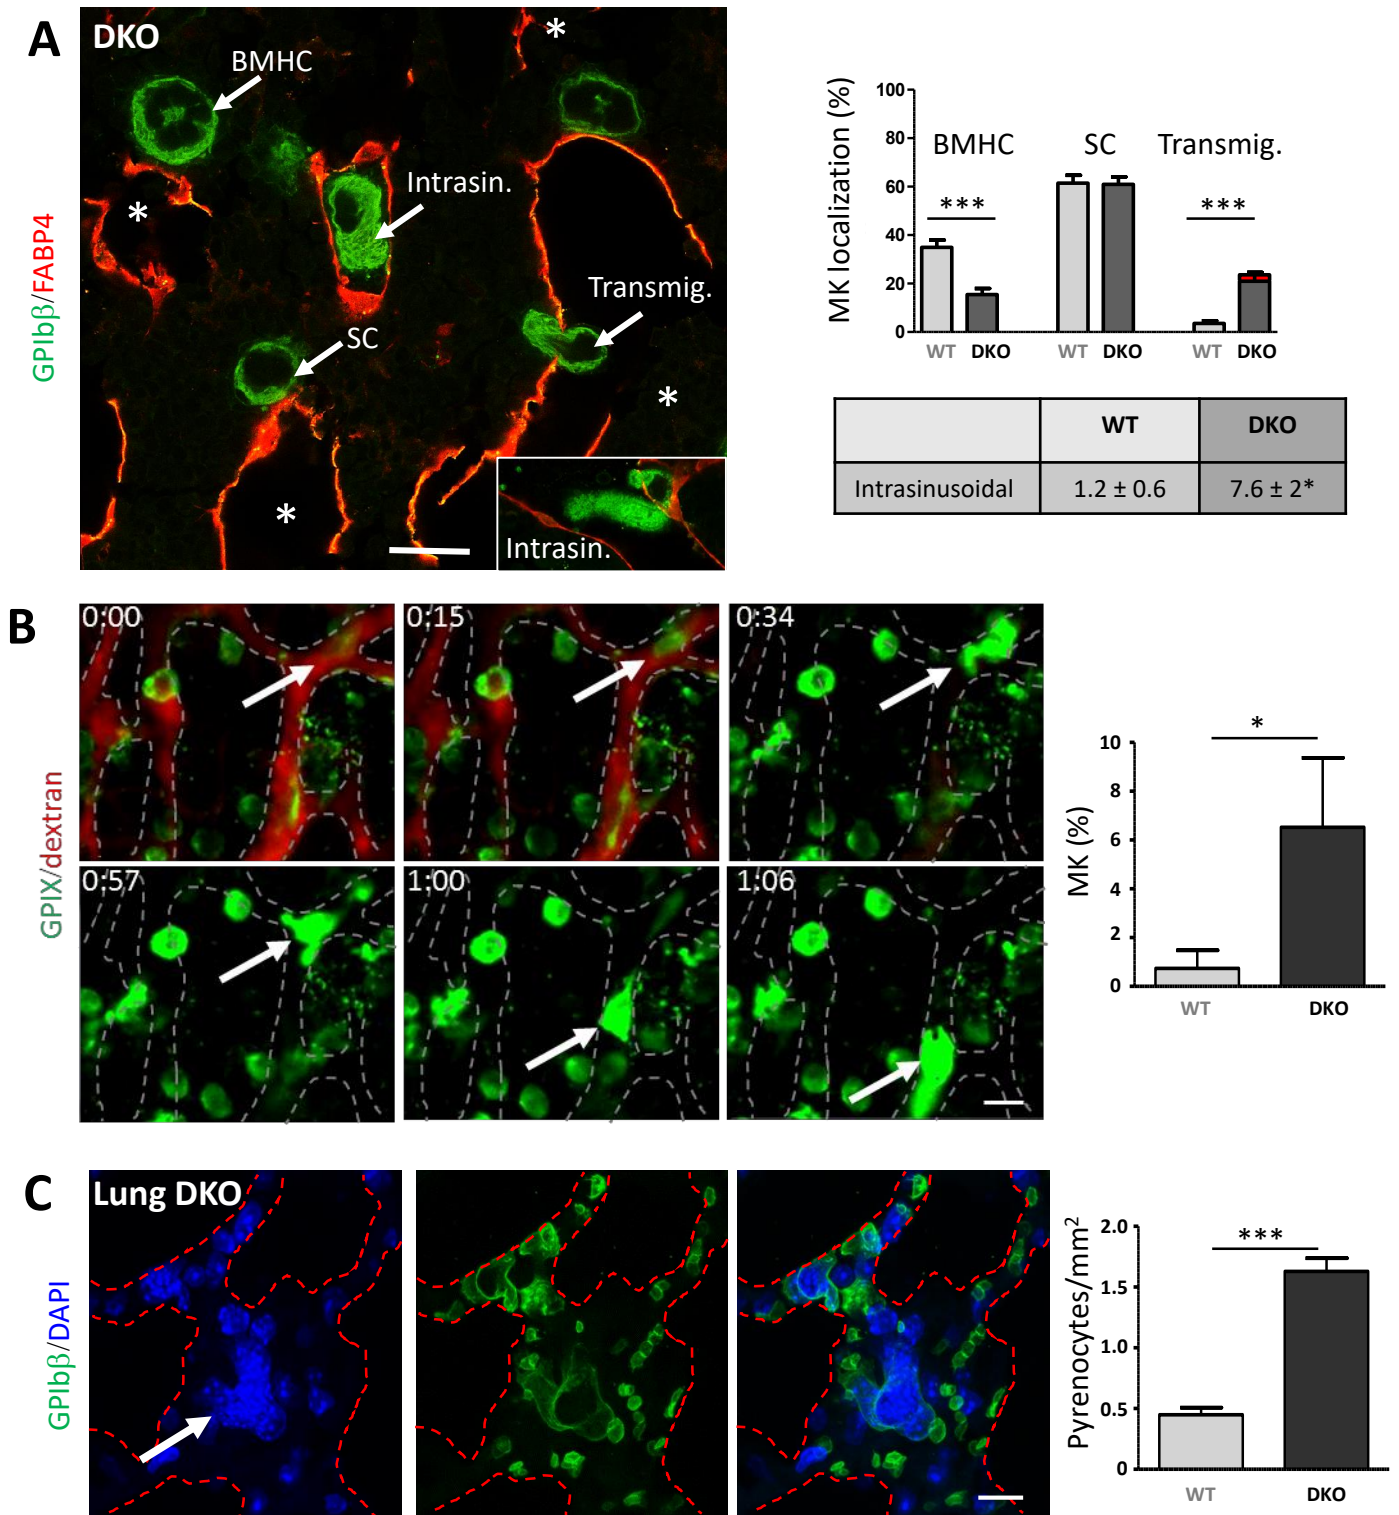 A
DKO
BMHC
*
*
Intrasin.
Transmig.
SC
*
*
Intrasin.
GPIbβ/FABP4
MK localization (%)
100
80
60
40
20
0
BMHC
SC
Transmig.
***
***
WT
DKO
WT
DKO
WT
DKO
WT
DKO
Intrasinusoidal
1.2 ± 0.6
7.6 ± 2*
B
GPIX/dextran
0:00
0:15
0:34
0:57
1:00
1:06
MK (%)
10
8
6
4
2
0
*
WT
DKO
C
Lung DKO
GPIbβ/DAPI
Pyrenocytes/mm²
2.0
1.5
1.0
0.5
0
***
WT
DKO